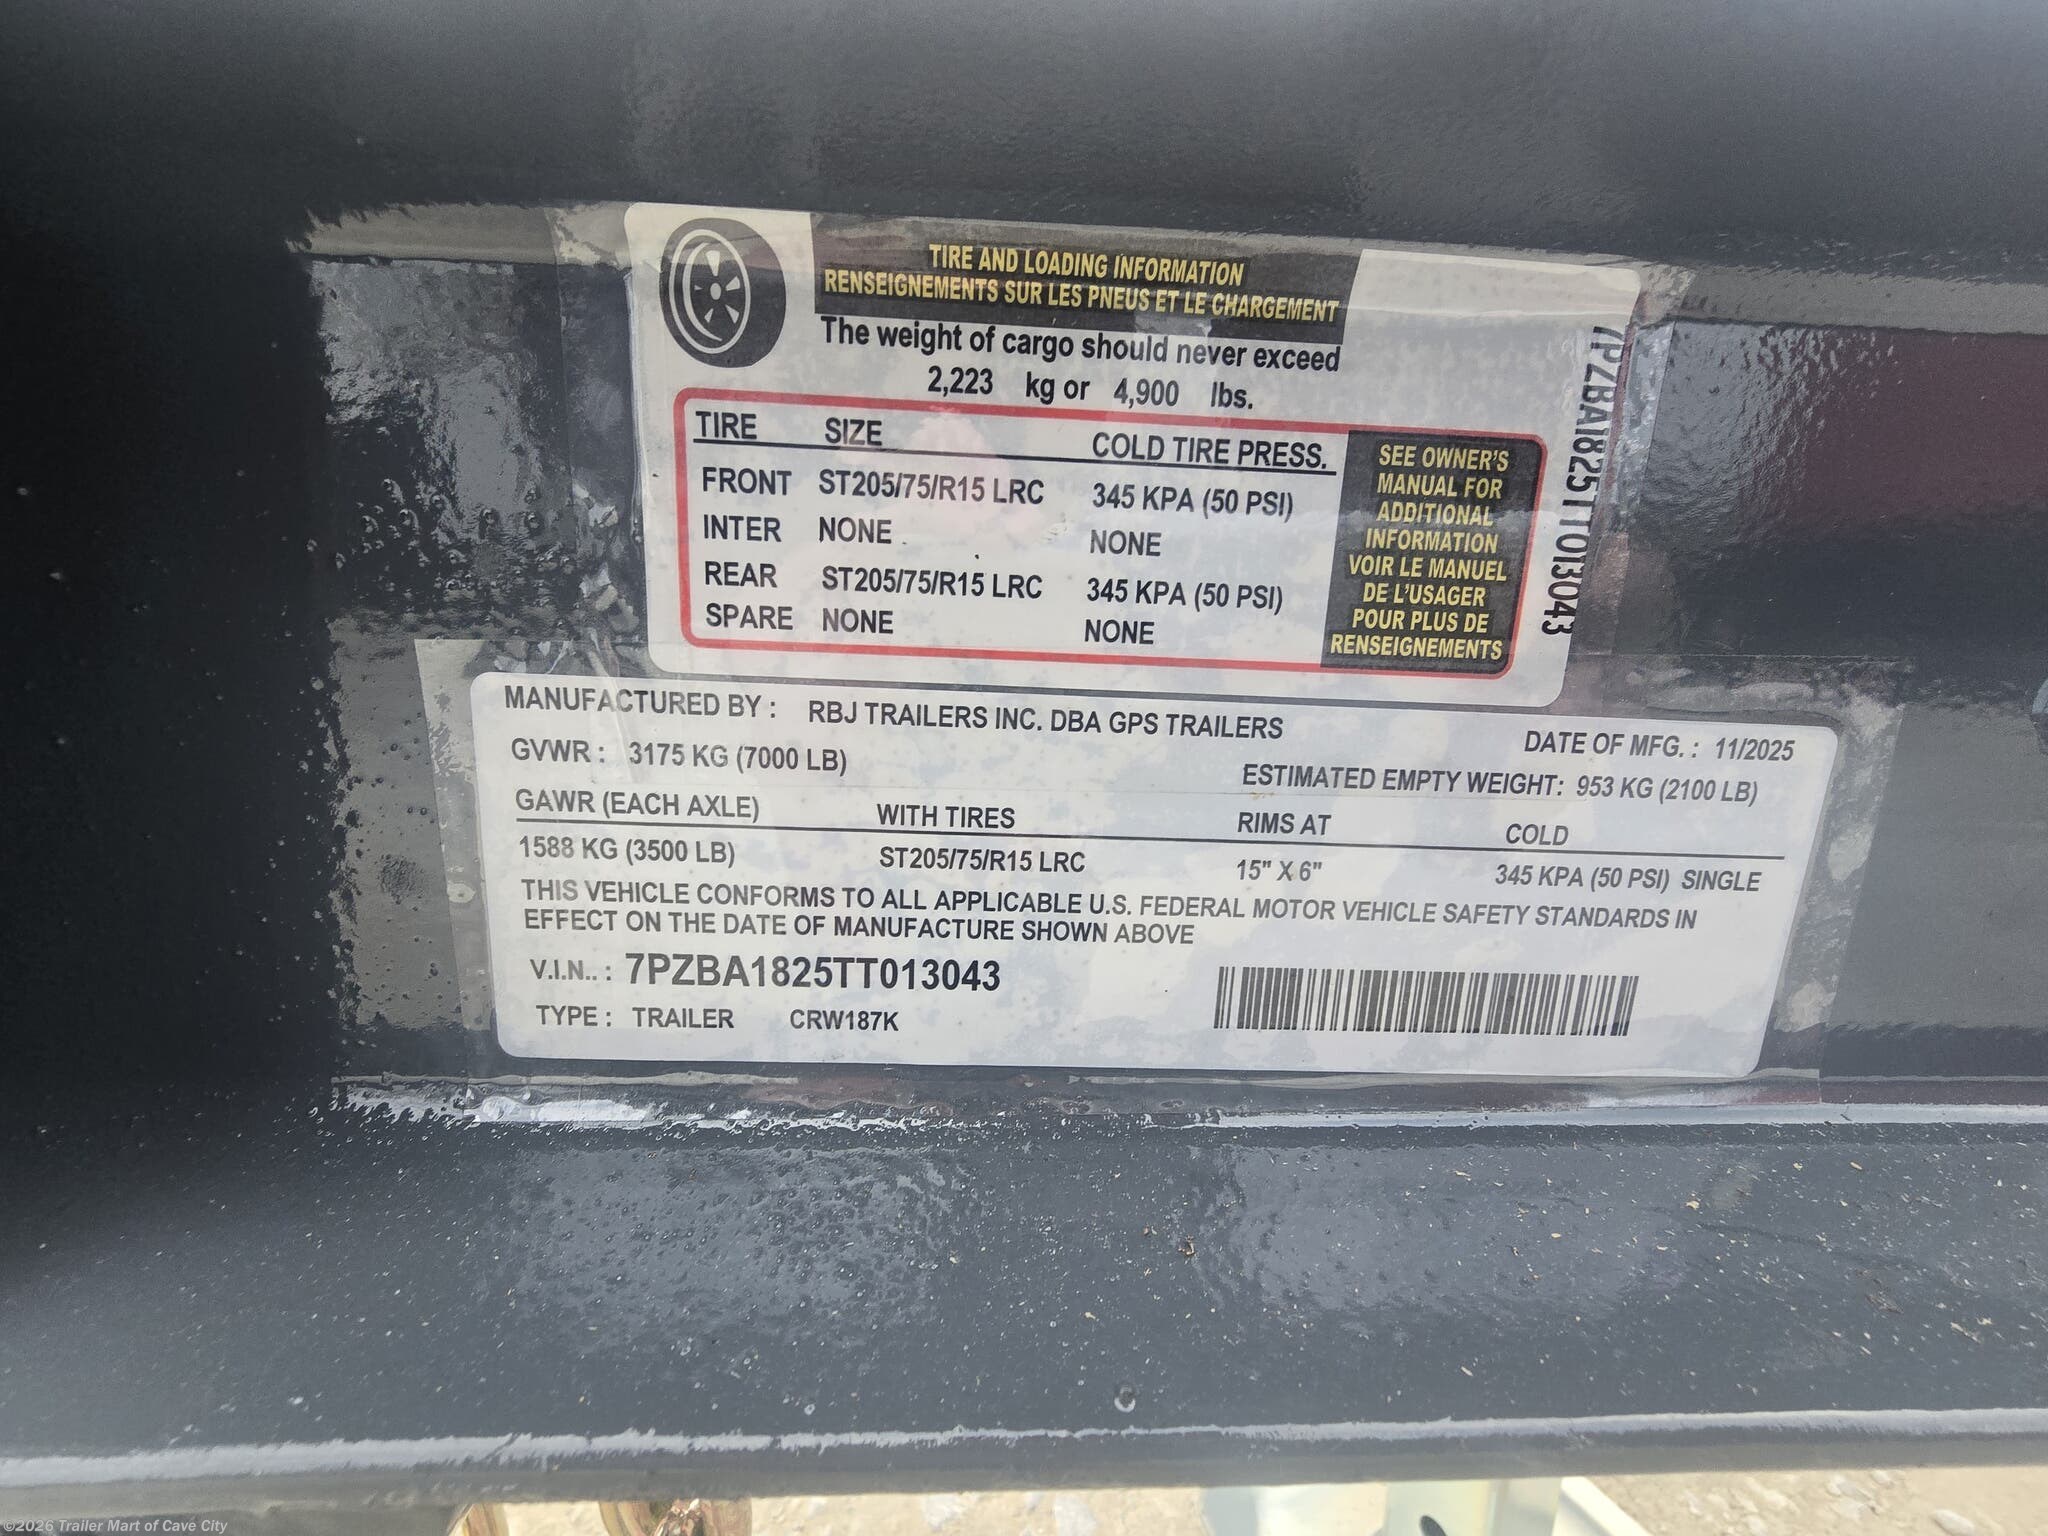 TIRE AND LOADING INFORMATION
RENSEIGNEMENTS SUR LES PNEUS ET LE CHARGEMENT
The weight of cargo should never exceed
2,223 kg or 4,900 lbs.
TIRE SIZE COLD TIRE PRESS.
FRONT ST205/75/R15 LRC 345 KPA (50 PSI)
INTER NONE NONE
REAR ST205/75/R15 LRC 345 KPA (50 PSI)
SPARE NONE NONE
SEE OWNER'S
MANUAL FOR
ADDITIONAL
INFORMATION
VOIR LE MANUEL
DE L'USAGER
POUR PLUS DE
RENSEIGNEMENTS
7PZBA1825TT013043
MANUFACTURED BY : RBJ TRAILERS INC. DBA GPS TRAILERS
DATE OF MFG. : 11/2025
GVWR : 3175 KG (7000 LB)
ESTIMATED EMPTY WEIGHT: 953 KG (2100 LB)
GAWR (EACH AXLE) WITH TIRES RIMS AT COLD
1588 KG (3500 LB) ST205/75/R15 LRC 15" X 6" 345 KPA (50 PSI) SINGLE
THIS VEHICLE CONFORMS TO ALL APPLICABLE U.S. FEDERAL MOTOR VEHICLE SAFETY STANDARDS IN
EFFECT ON THE DATE OF MANUFACTURE SHOWN ABOVE
V.I.N.. : 7PZBA1825TT013043
TYPE : TRAILER CRW187K
©2026 Trailer Mart of Cave City